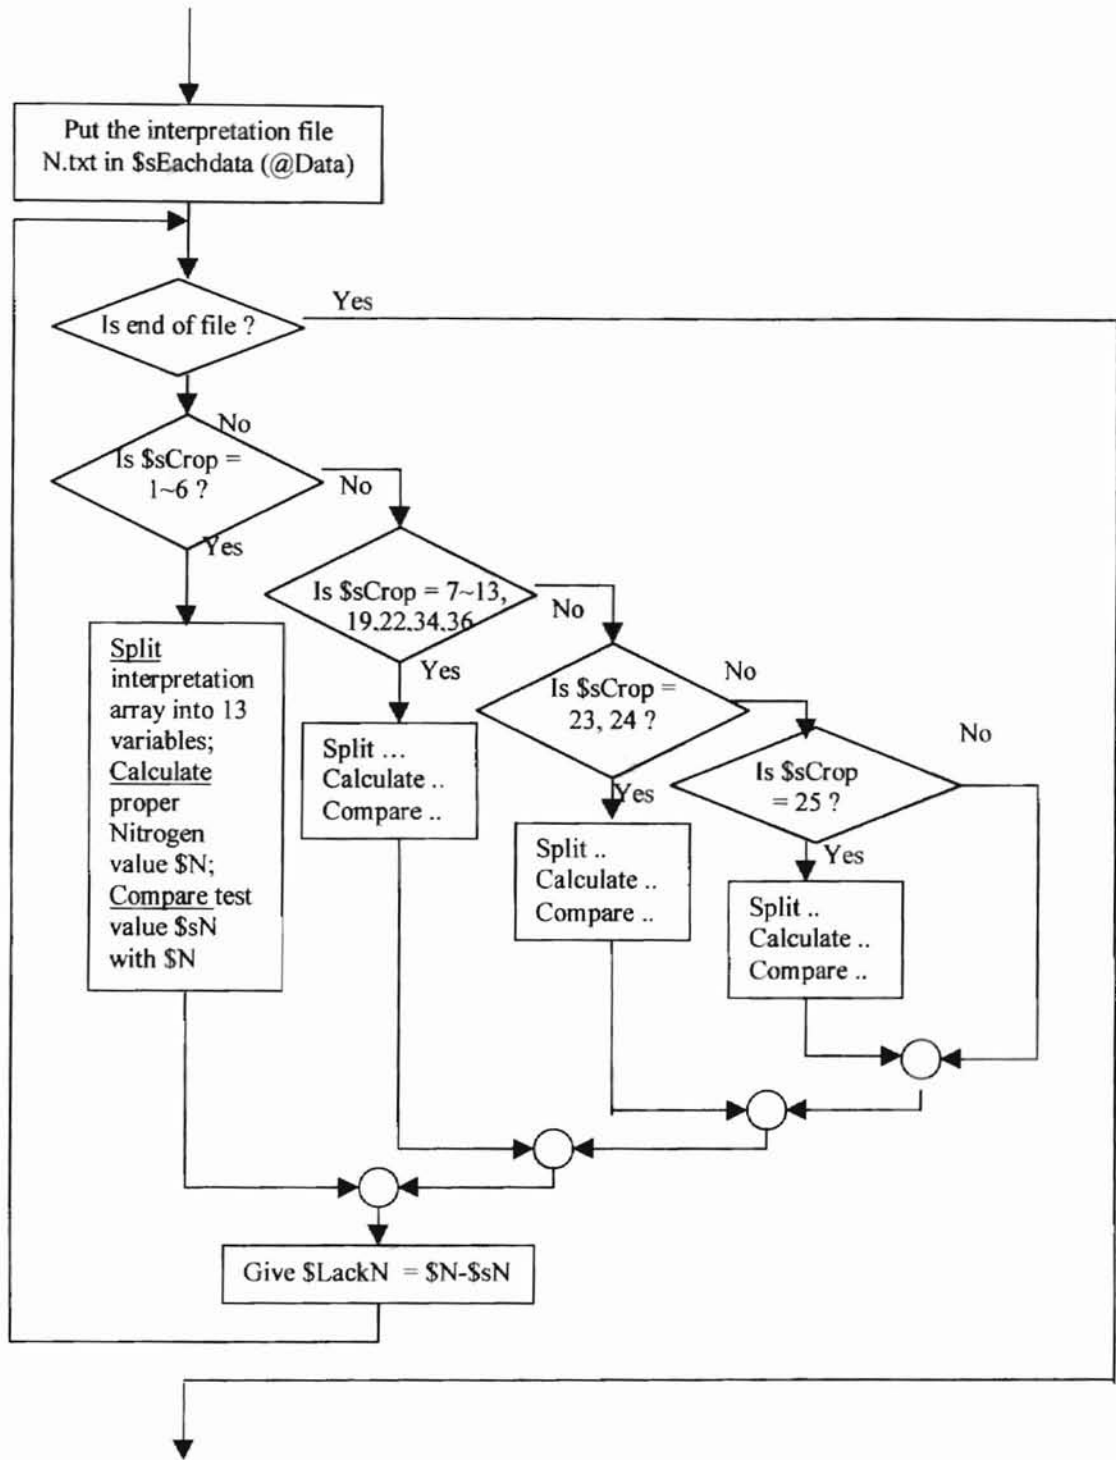 Put the interpretation file
N.txt in $sEachdata (@Data)
Is end of file ?
Yes
No
Is $sCrop =
1~6 ?
No
Yes
Is $sCrop = 7~13,
19.22.34.36
No
Yes
Is $sCrop =
23, 24 ?
No
Yes
Is $sCrop
= 25 ?
No
Yes
Split
interpretation
array into 13
variables;
Calculate
proper
Nitrogen
value $N;
Compare test
value $sN
with $N
Split ...
Calculate ..
Compare ..
Split ..
Calculate ..
Compare ..
Split ..
Calculate ..
Compare ..
Give $LackN = $N-$sN